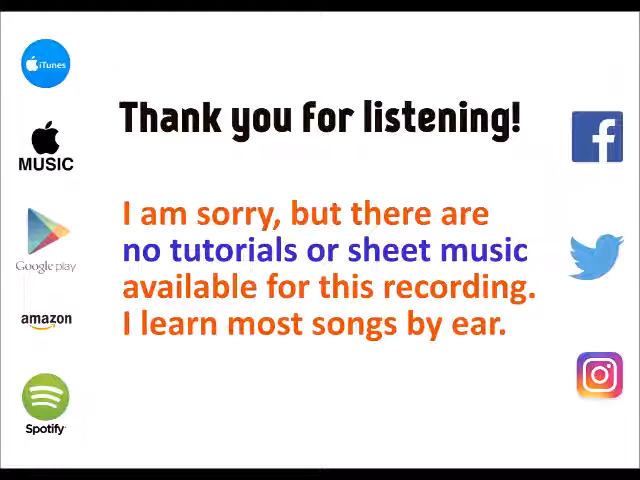 iTunes
MUSIC
Google play
amazon
Spotify
Thank you for listening!
I am sorry, but there are
no tutorials or sheet music
available for this recording.
I learn most songs by ear.